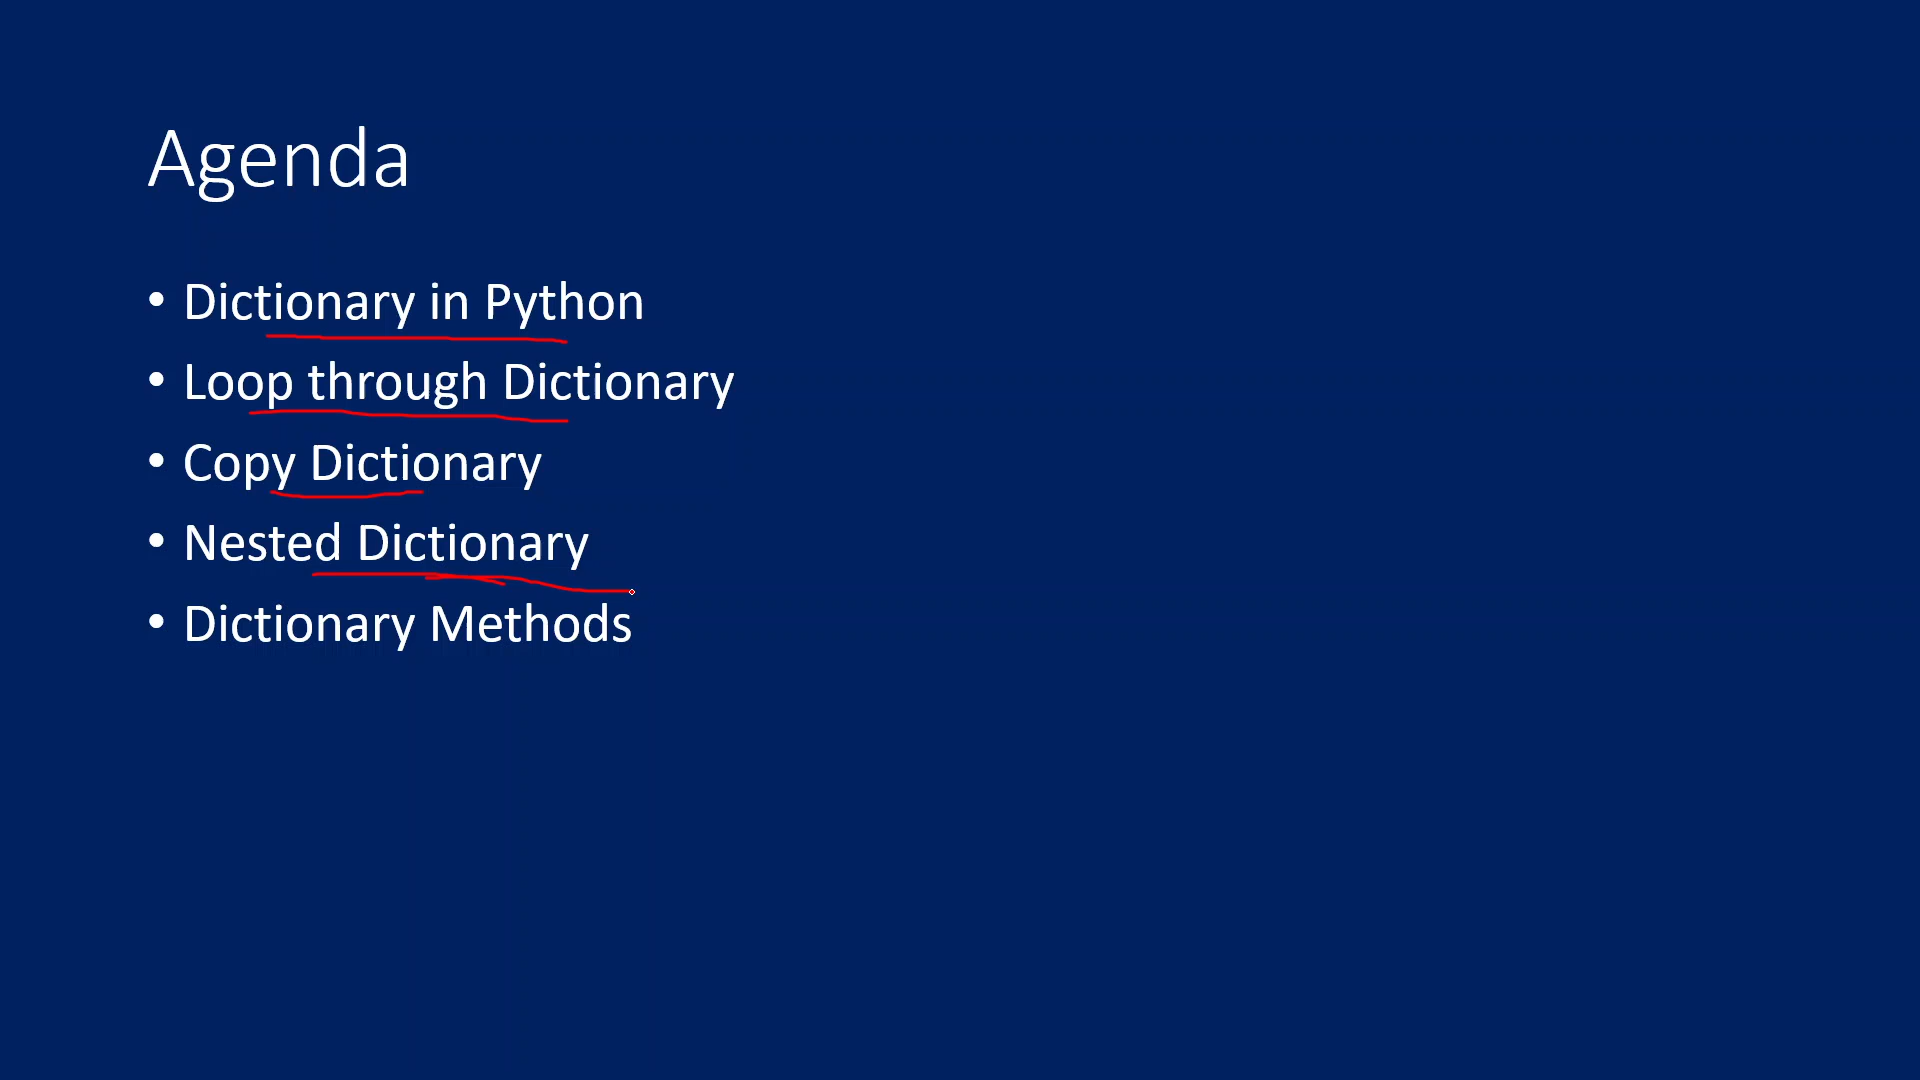 Agenda
• Dictionary in Python
• Loop through Dictionary
• Copy Dictionary
• Nested Dictionary
• Dictionary Methods